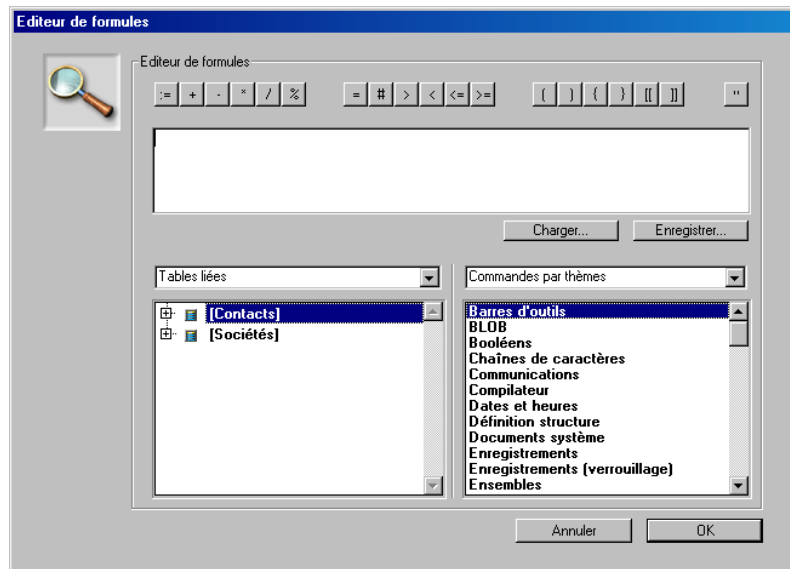 Editeur de formules
Editeur de formules
:= + - * / % = # > < <= >= ( ) { } [[ ]] "
Charger... Enregistrer...
Tables liées Commandes par thèmes
[Contacts]
[Sociétés]
Barres d'outils
BLOB
Booléens
Chaînes de caractères
Communications
Compilateur
Dates et heures
Définition structure
Documents système
Enregistrements
Enregistrements (verrouillage)
Ensembles
Annuler OK